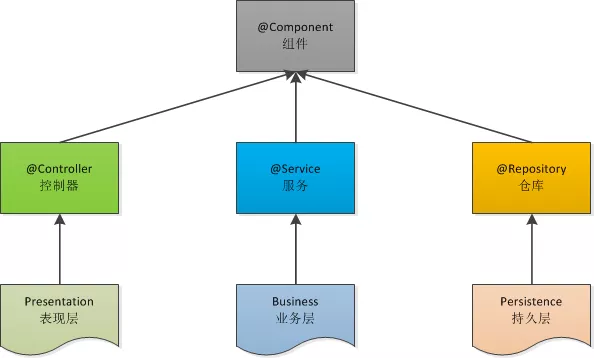 @Component
组件
@Controller
控制器
@Service
服务
@Repository
仓库
Presentation
表现层
Business
业务层
Persistence
持久层